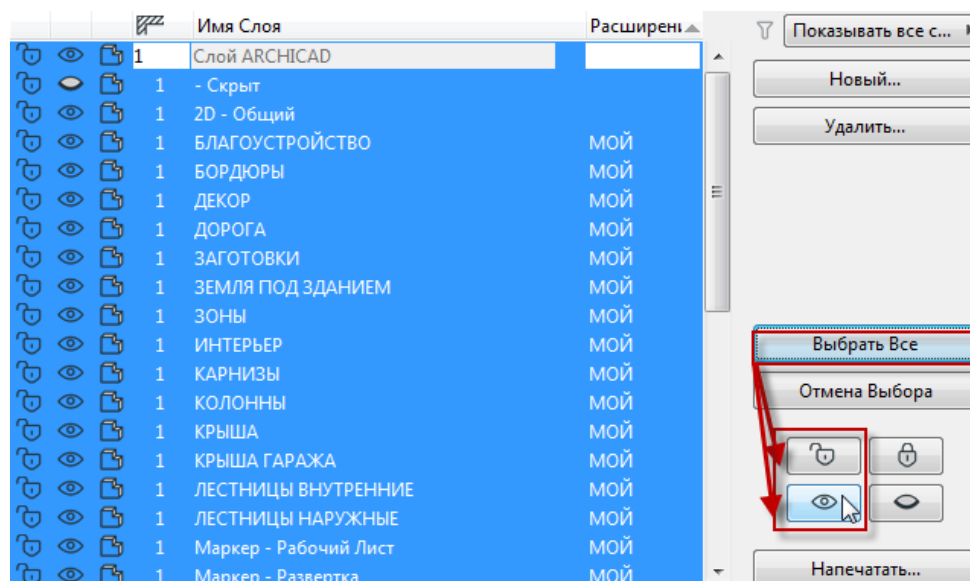 Имя Слоя Расширені Показывать все с...
1 Слой ARCHICAD
1 - Скрыт Новый...
1 2D - Общий Удалить...
1 БЛАГОУСТРОЙСТВО МОЙ
1 БОРДЮРЫ МОЙ
1 ДЕКОР МОЙ
1 ДОРОГА МОЙ
1 ЗАГОТОВКИ МОЙ
1 ЗЕМЛЯ ПОД ЗДАНИЕМ МОЙ
1 ЗОНЫ МОЙ
1 ИНТЕРЬЕР МОЙ Выбрать Все
1 КАРНИЗЫ МОЙ Отмена Выбора
1 КОЛОННЫ МОЙ
1 КРЫША МОЙ
1 КРЫША ГАРАЖА МОЙ
1 ЛЕСТНИЦЫ ВНУТРЕННИЕ МОЙ
1 ЛЕСТНИЦЫ НАРУЖНЫЕ МОЙ
1 Маркер - Рабочий Лист МОЙ
1 Маркер - Развертка МОЙ Напечатать...